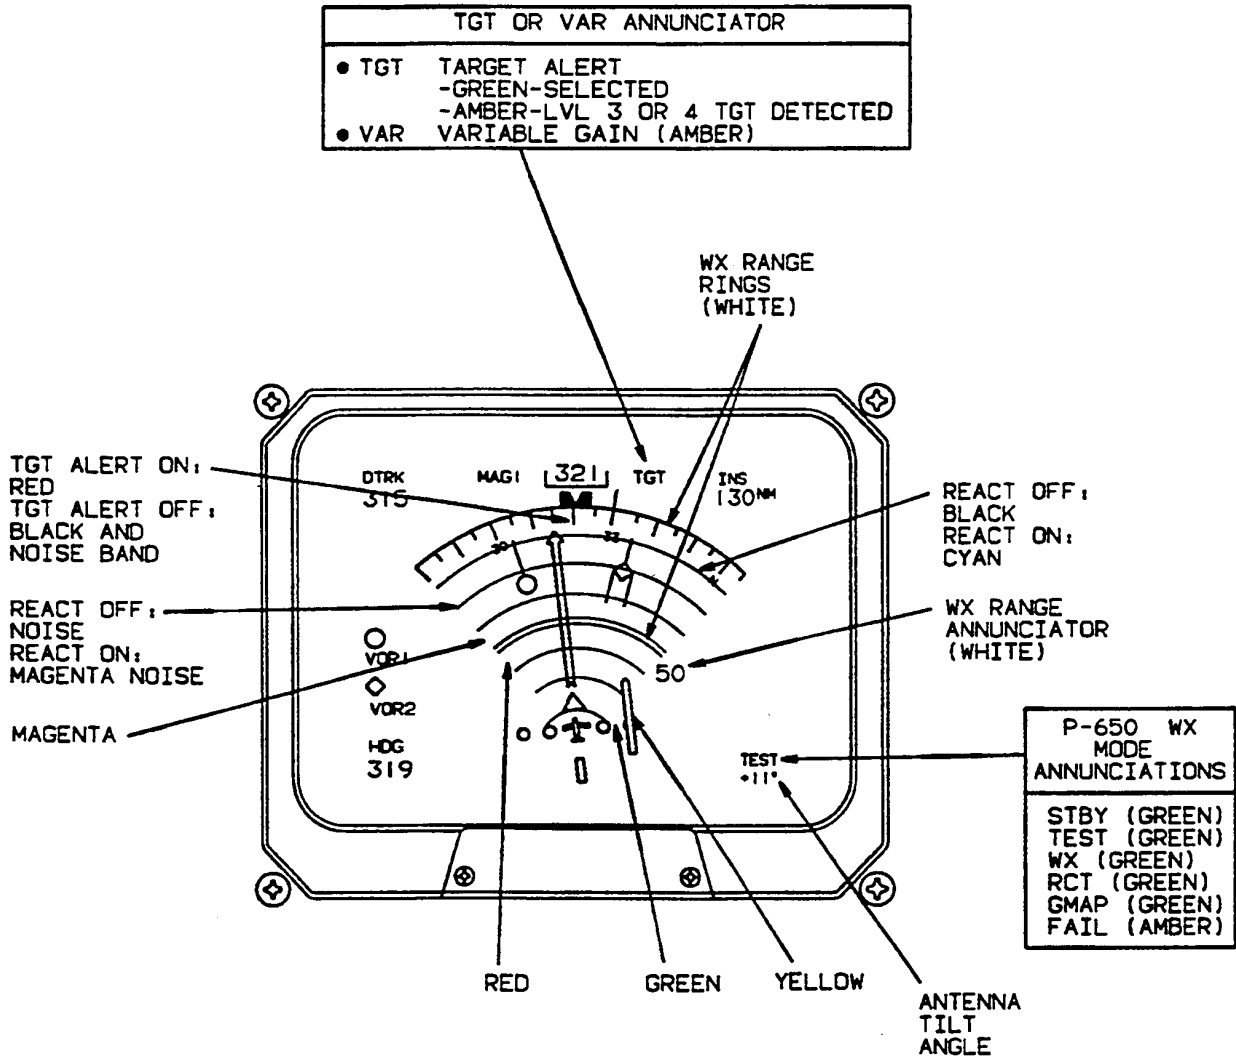 TGT OR VAR ANNUNCIATOR
● TGT TARGET ALERT
-GREEN-SELECTED
-AMBER-LVL 3 OR 4 TGT DETECTED
● VAR VARIABLE GAIN (AMBER)
WX RANGE
RINGS
(WHITE)
TGT ALERT ON:
RED
TGT ALERT OFF:
BLACK AND
NOISE BAND
DTRK
315
MAG1
321
TGT
INS
130NM
30
33
N
REACT OFF:
BLACK
REACT ON:
CYAN
REACT OFF:
NOISE
REACT ON:
MAGENTA NOISE
WX RANGE
ANNUNCIATOR
(WHITE)
VOR1
50
VOR2
MAGENTA
HDG
319
TEST
+11°
P-650 WX
MODE
ANNUNCIATIONS
STBY (GREEN)
TEST (GREEN)
WX (GREEN)
RCT (GREEN)
GMAP (GREEN)
FAIL (AMBER)
RED
GREEN
YELLOW
ANTENNA
TILT
ANGLE